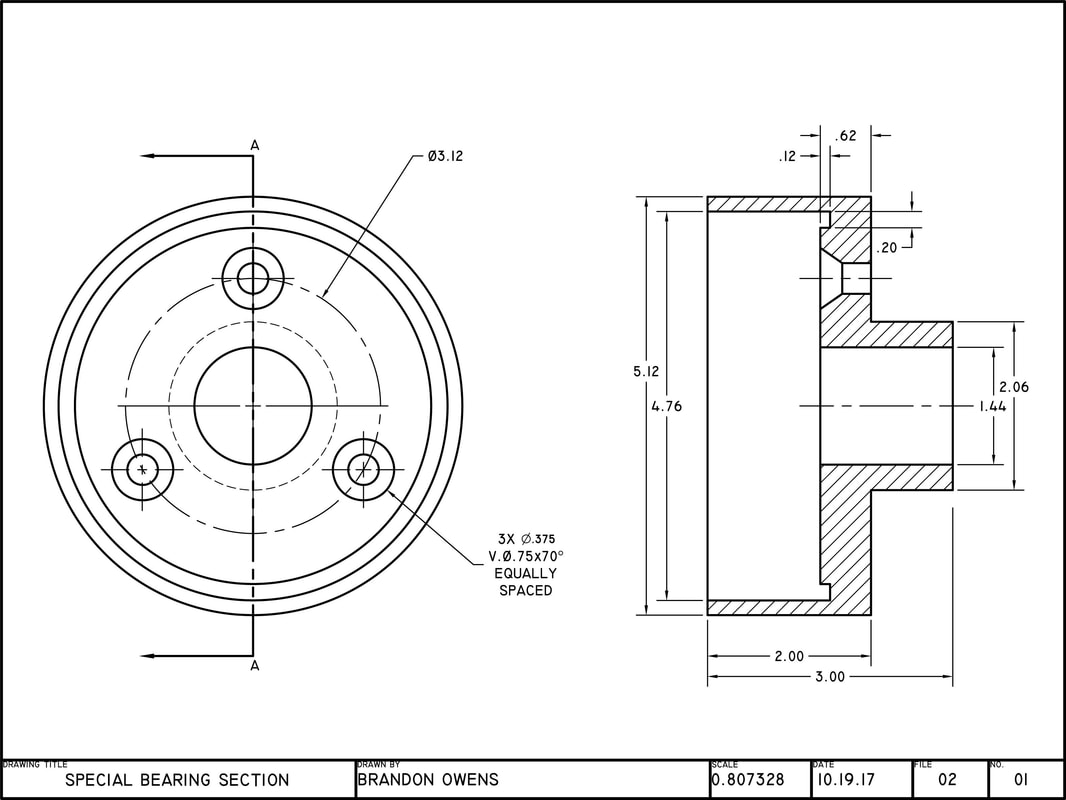 A
Ø3.12
.62
.12
.20
5.12
4.76
2.06
1.44
3X Ø.375
V.Ø.75x70°
EQUALLY
SPACED
A
2.00
3.00
DRAWING TITLE
SPECIAL BEARING SECTION
DRAWN BY
BRANDON OWENS
SCALE
0.807328
DATE
10.19.17
FILE
02
NO.
01